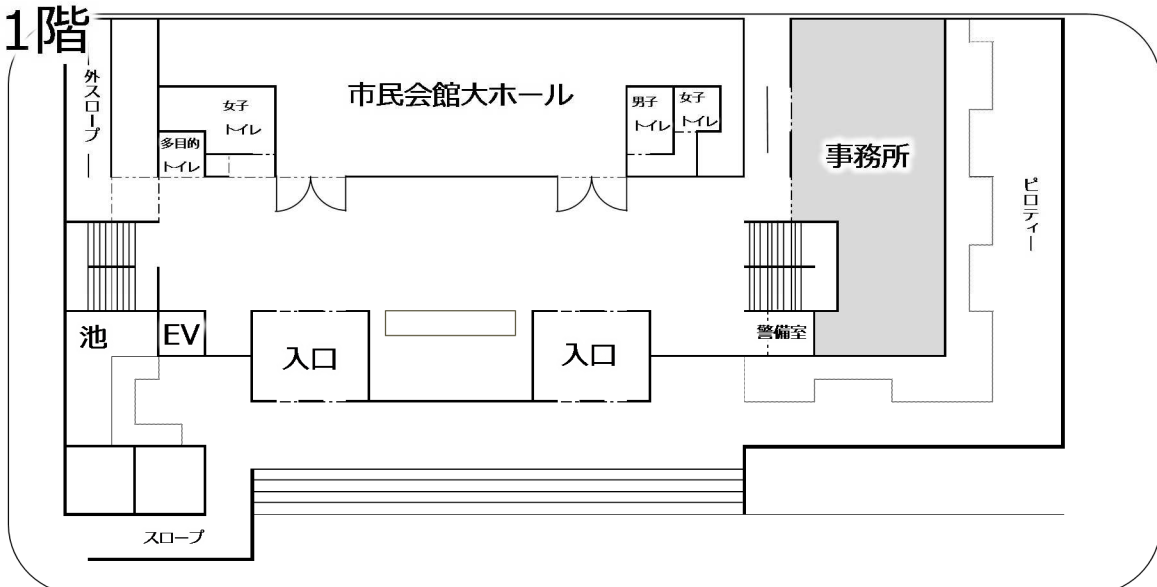 1階
外スロープ
女子
トイレ
多目的
トイレ
市民会館大ホール
男子
トイレ
女子
トイレ
事務所
ピロティー
池
EV
入口
入口
警備室
スロープ